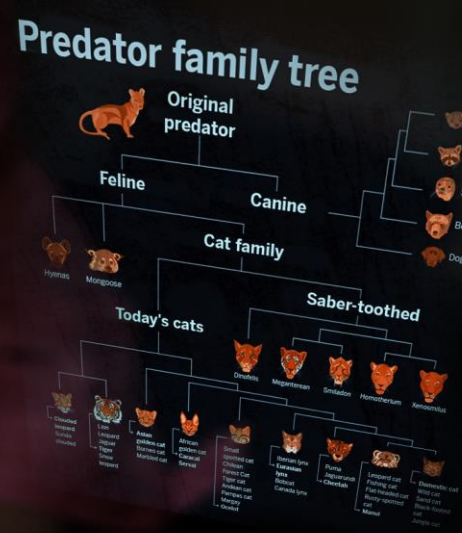 Predator family tree
Original
predator
Feline
Canine
Cat family
Hyenas
Mongoose
Today's cats
Saber-toothed
Dinofelis
Megantereon
Smilodon
Homotherium
Xenosmilus
Clouded
leopard
Sunda
clouded
Lion
Leopard
Jaguar
Tiger
Snow
leopard
Asian
golden cat
Borneo cat
Marbled cat
African
golden cat
Caracal
Serval
Small
spotted cat
Chilean
Forest Cat
Tiger cat
Andean cat
Pampas cat
Margay
Ocelot
Iberian lynx
Eurasian
lynx
Bobcat
Canada lynx
Puma
Jaguarundi
Cheetah
Leopard cat
Fishing cat
Flat-headed cat
Rusty-spotted
cat
Manul
Domestic cat
Wild cat
Sand cat
Black-footed
cat
Jungle cat